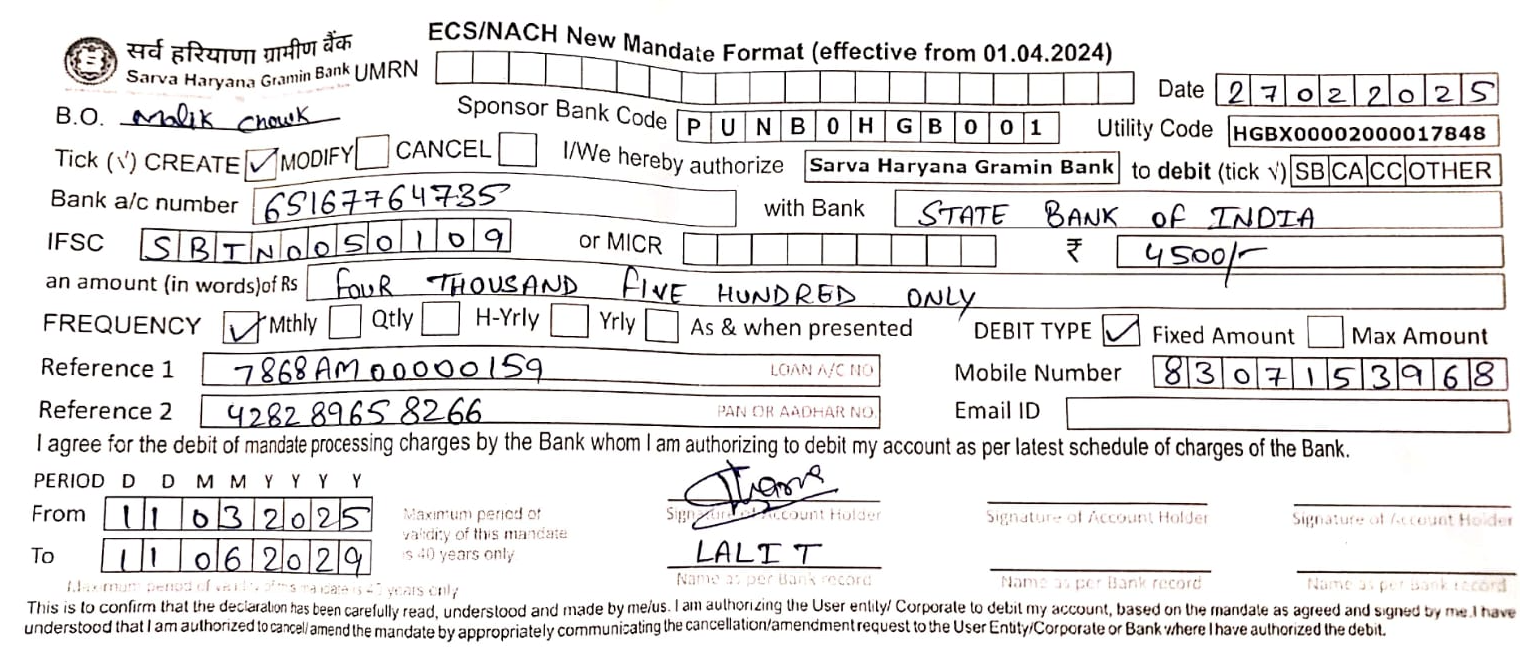 ECS/NACH New Mandate Format (effective from 01.04.2024)
सर्व हरियाणा ग्रामीण बैंक
Sarva Haryana Gramin Bank UMRN
Date 27022025
B.O. Malik Chowk Sponsor Bank Code PUNB0HGB001 Utility Code HGBX00002000017848
Tick (√) CREATE ✓ MODIFY CANCEL I/We hereby authorize Sarva Haryana Gramin Bank to debit (tick √) SB CA CC OTHER
Bank a/c number 65167764735 with Bank STATE BANK OF INDIA
IFSC SBIN0050109 or MICR ₹ 4500/-
an amount (in words) of Rs FOUR THOUSAND FIVE HUNDRED ONLY
FREQUENCY ✓ Mthly Qtly H-Yrly Yrly As & when presented DEBIT TYPE ✓ Fixed Amount Max Amount
Reference 1 7868AM00000159 LOAN A/C NO Mobile Number 8307153968
Reference 2 428289658266 PAN OR AADHAR NO. Email ID
I agree for the debit of mandate processing charges by the Bank whom I am authorizing to debit my account as per latest schedule of charges of the Bank.
PERIOD D D M M Y Y Y Y
From 11032025
To 11062029
Maximum period of
validity of this mandate
is 40 years only
Signature of Account Holder Signature of Account Holder Signature of Account Holder
LALIT
Name as per Bank record Name as per Bank record Name as per Bank record
This is to confirm that the declaration has been carefully read, understood and made by me/us. I am authorizing the User entity/ Corporate to debit my account, based on the mandate as agreed and signed by me. I have
understood that I am authorized to cancel/amend the mandate by appropriately communicating the cancellation/amendment request to the User Entity/Corporate or Bank where I have authorized the debit.